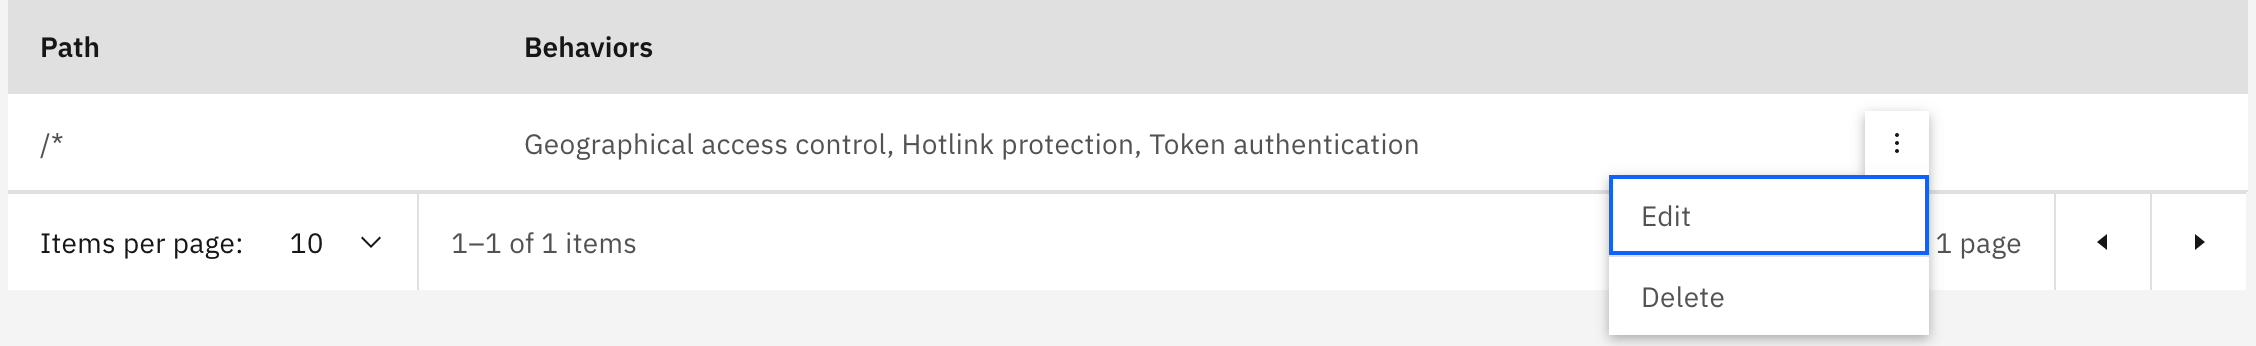 Path Behaviors
/* Geographical access control, Hotlink protection, Token authentication
Edit
Items per page: 10 1–1 of 1 items 1 page
Delete